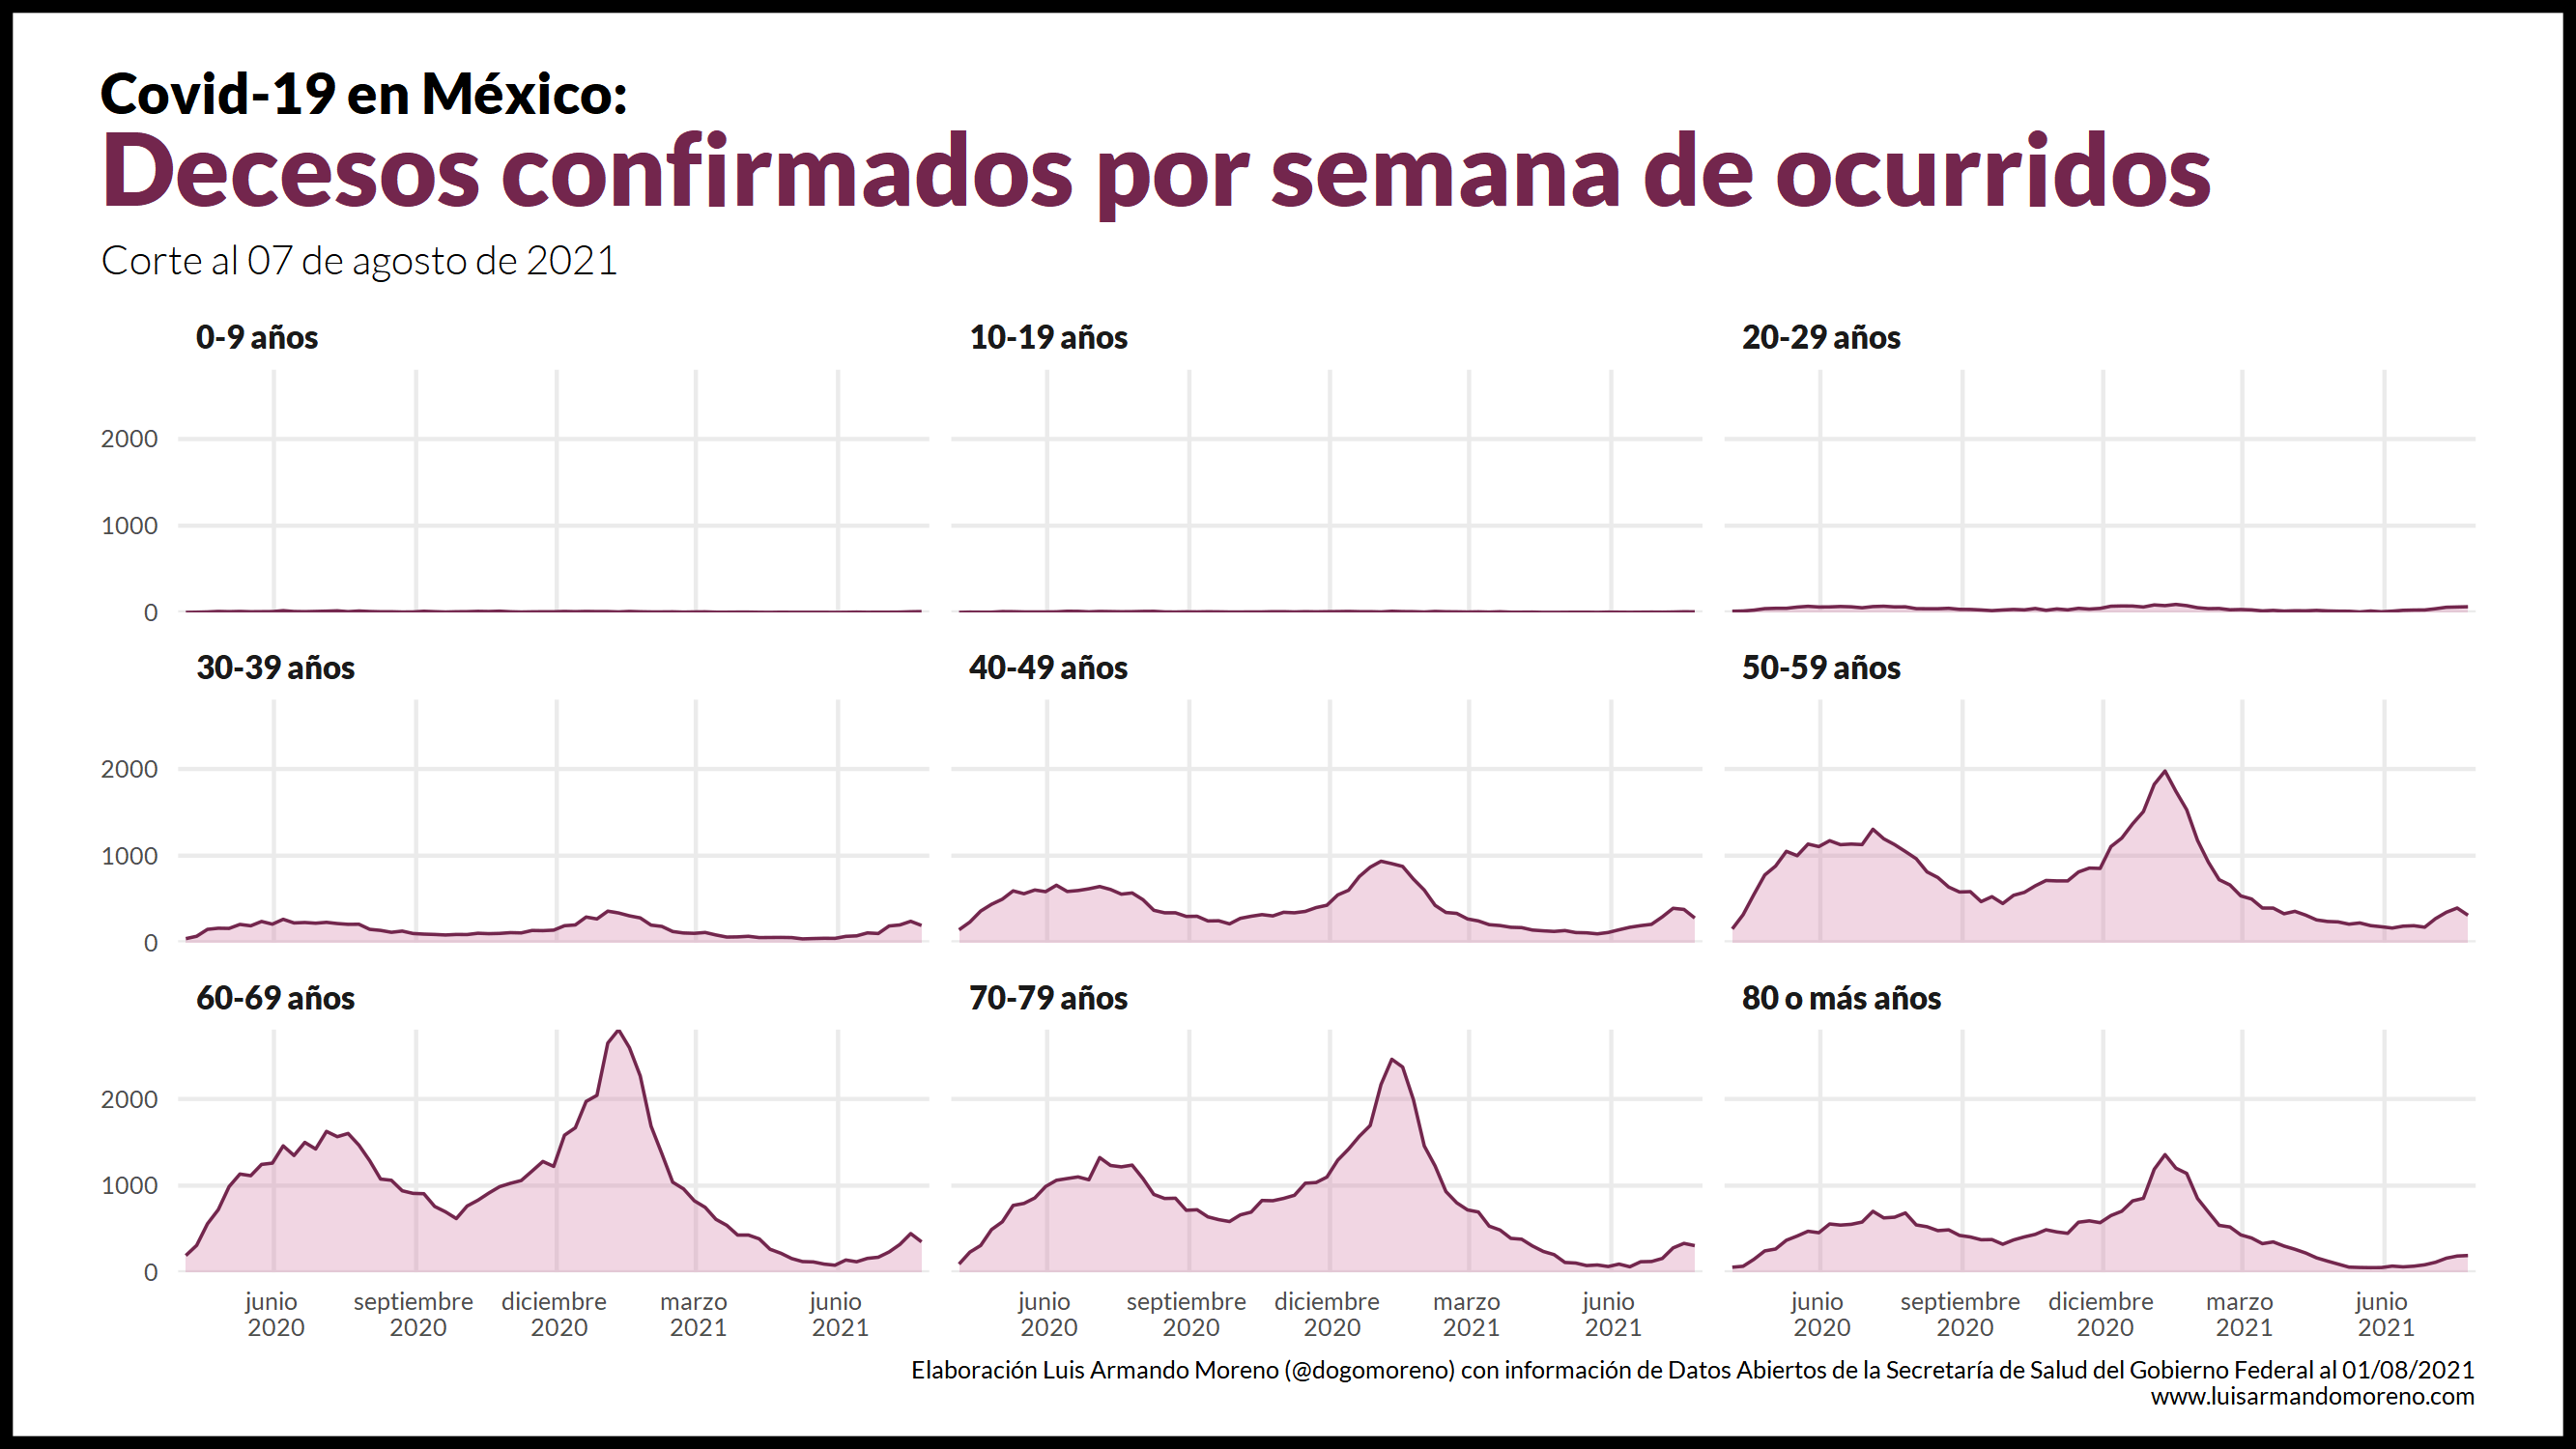 Covid-19 en México:
Decesos confirmados por semana de ocurridos
Corte al 07 de agosto de 2021
0-9 años
10-19 años
20-29 años
2000
1000
0
30-39 años
40-49 años
50-59 años
2000
1000
0
60-69 años
70-79 años
80 o más años
2000
1000
0
junio
2020
septiembre
2020
diciembre
2020
marzo
2021
junio
2021
junio
2020
septiembre
2020
diciembre
2020
marzo
2021
junio
2021
junio
2020
septiembre
2020
diciembre
2020
marzo
2021
junio
2021
Elaboración Luis Armando Moreno (@dogomoreno) con información de Datos Abiertos de la Secretaría de Salud del Gobierno Federal al 01/08/2021
www.luisarmandomoreno.com